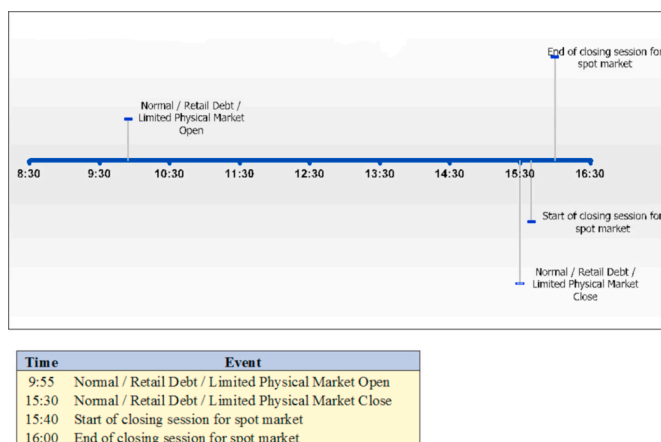 End of closing session for
spot market
Normal / Retail Debt /
Limited Physical Market
Open
8:30 9:30 10:30 11:30 12:30 13:30 14:30 15:30 16:30
Start of closing session for
spot market
Normal / Retail Debt /
Limited Physical Market
Close
Time Event
9:55 Normal / Retail Debt / Limited Physical Market Open
15:30 Normal / Retail Debt / Limited Physical Market Close
15:40 Start of closing session for spot market
16:00 End of closing session for spot market